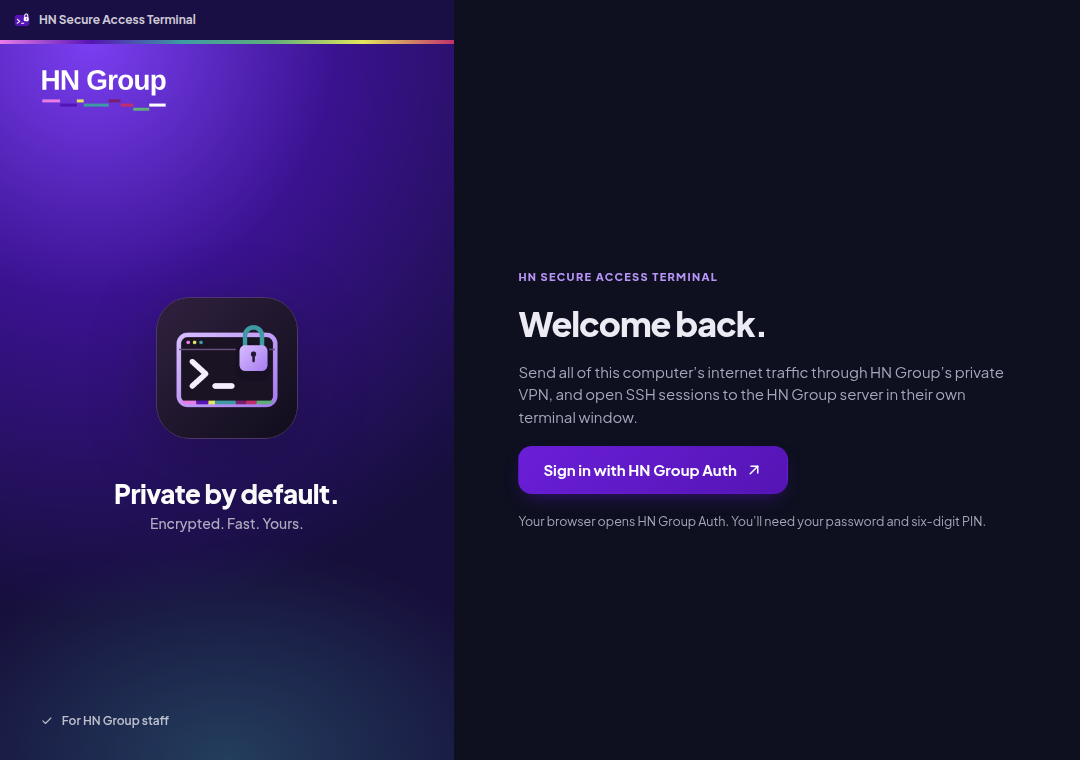 HN Secure Access Terminal
HN Group
Private by default.
Encrypted. Fast. Yours.
For HN Group staff
HN SECURE ACCESS TERMINAL
Welcome back.
Send all of this computer’s internet traffic through HN Group’s private
VPN, and open SSH sessions to the HN Group server in their own
terminal window.
Sign in with HN Group Auth
Your browser opens HN Group Auth. You’ll need your password and six-digit PIN.